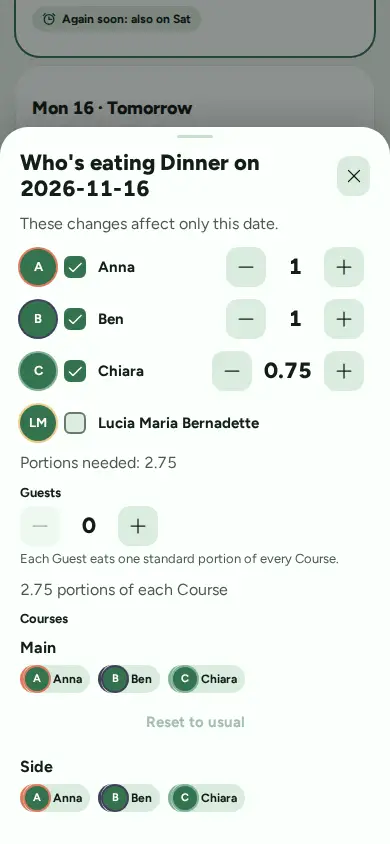 Again soon: also on Sat
Mon 16 · Tomorrow
Who's eating Dinner on
2026-11-16
These changes affect only this date.
A Anna 1
B Ben 1
C Chiara 0.75
LM Lucia Maria Bernadette
Portions needed: 2.75
Guests
0
Each Guest eats one standard portion of every Course.
2.75 portions of each Course
Courses
Main
A Anna B Ben C Chiara
Reset to usual
Side
A Anna B Ben C Chiara